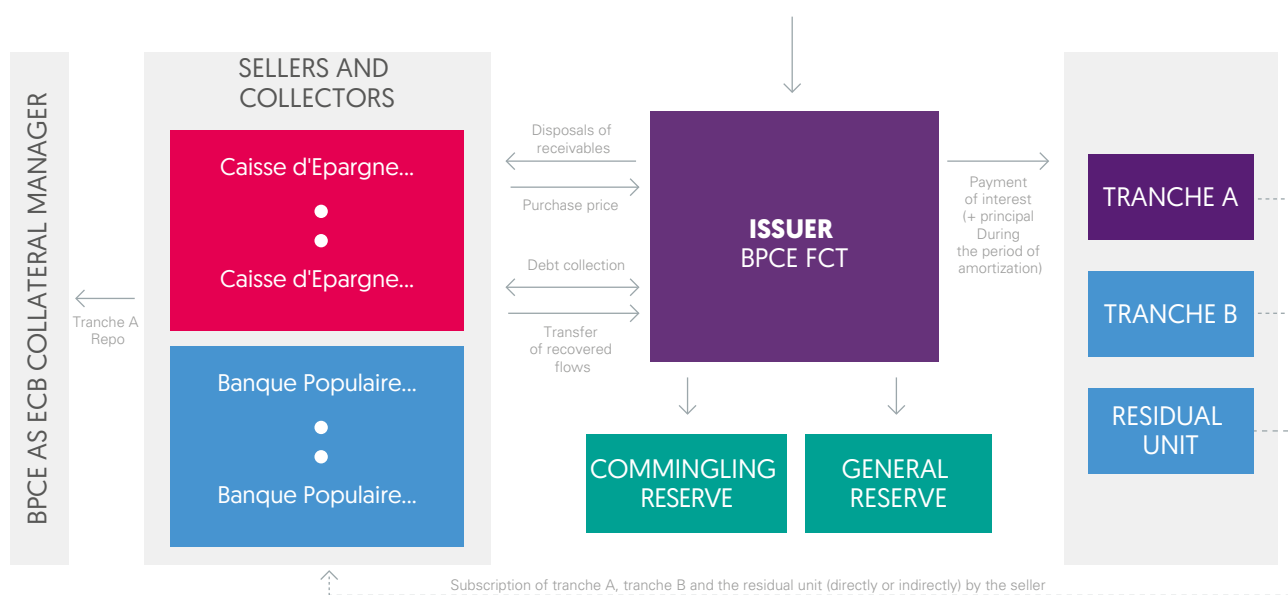 BPCE AS ECB COLLATERAL MANAGER
Tranche A
Repo
SELLERS AND
COLLECTORS
Caisse d'Epargne...
Caisse d'Epargne...
Banque Populaire...
Banque Populaire...
Disposals of
receivables
Purchase price
Debt collection
Transfer
of recovered
flows
ISSUER
BPCE FCT
COMMINGLING
RESERVE
GENERAL
RESERVE
Payment
of interest
(+ principal
During
the period of
amortization)
TRANCHE A
TRANCHE B
RESIDUAL
UNIT
Subscription of tranche A, tranche B and the residual unit (directly or indirectly) by the seller